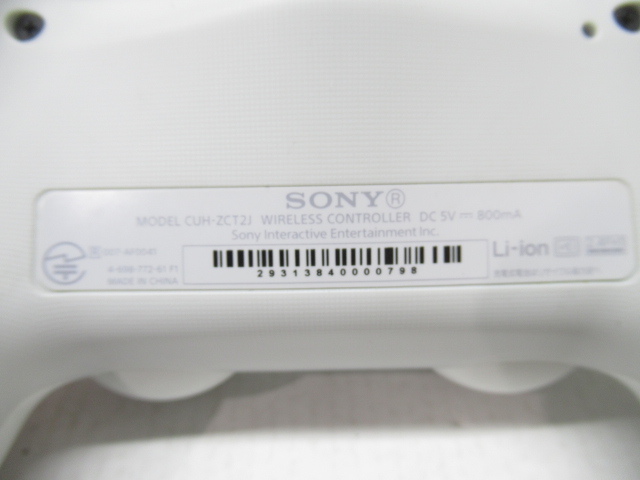 SONY®
MODEL CUH-ZCT2J WIRELESS CONTROLLER DC 5V ⎓ 800mA
Sony Interactive Entertainment Inc.
R
MADE IN CHINA
29313840000798
Li-ion